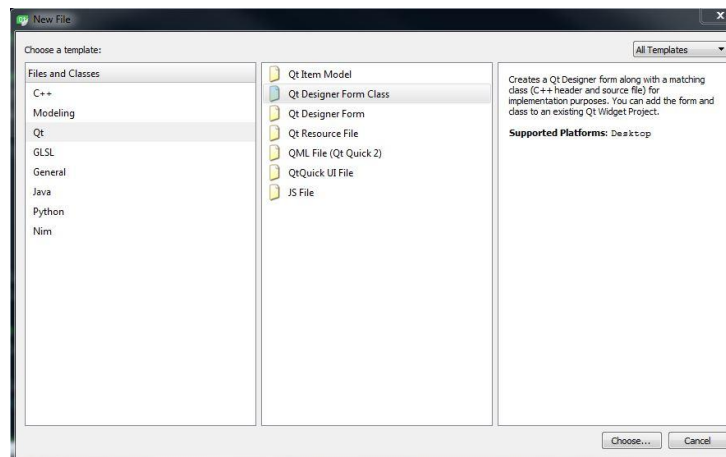 New File
Choose a template:
All Templates
Files and Classes
C++
Modeling
Qt
GLSL
General
Java
Python
Nim
Qt Item Model
Qt Designer Form Class
Qt Designer Form
Qt Resource File
QML File (Qt Quick 2)
QtQuick UI File
JS File
Creates a Qt Designer form along with a matching
class (C++ header and source file) for
implementation purposes. You can add the form and
class to an existing Qt Widget Project.
Supported Platforms: Desktop
Choose...
Cancel